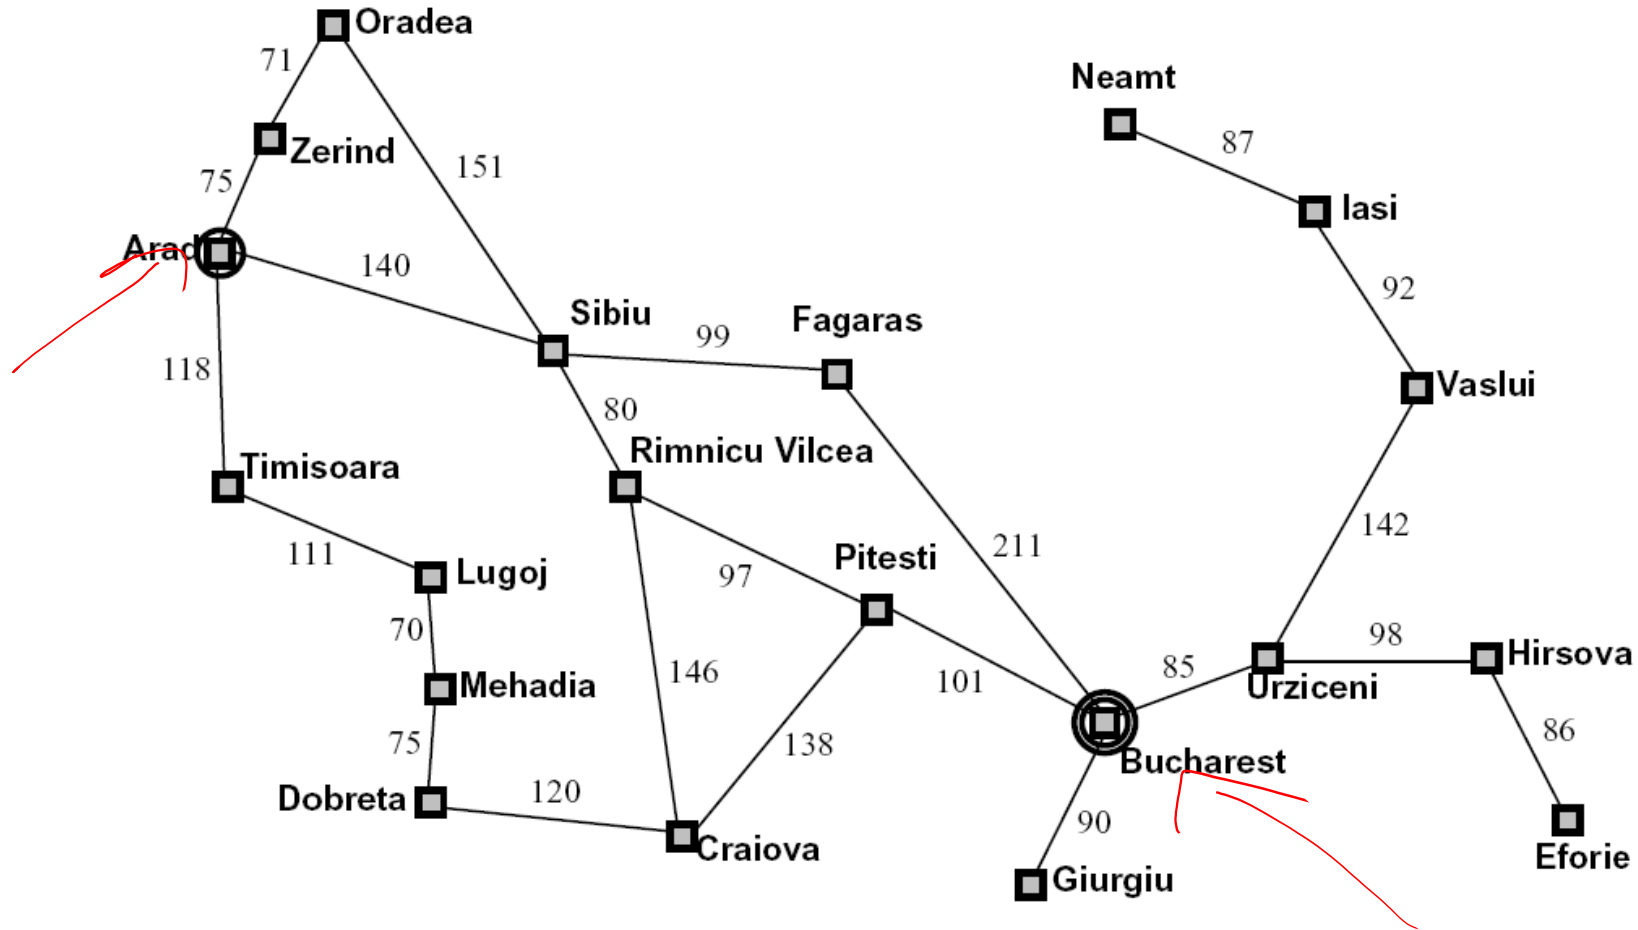 Oradea
71
Neamt
87
Zerind
151
75
Iasi
Arad
140
92
Sibiu
99
Fagaras
118
Vaslui
80
Rimnicu Vilcea
Timisoara
142
111
211
Pitesti
Lugoj
97
70
98
Hirsova
146
101
85
Urziceni
Mehadia
86
75
138
Bucharest
Dobreta
120
90
Craiova
Eforie
Giurgiu